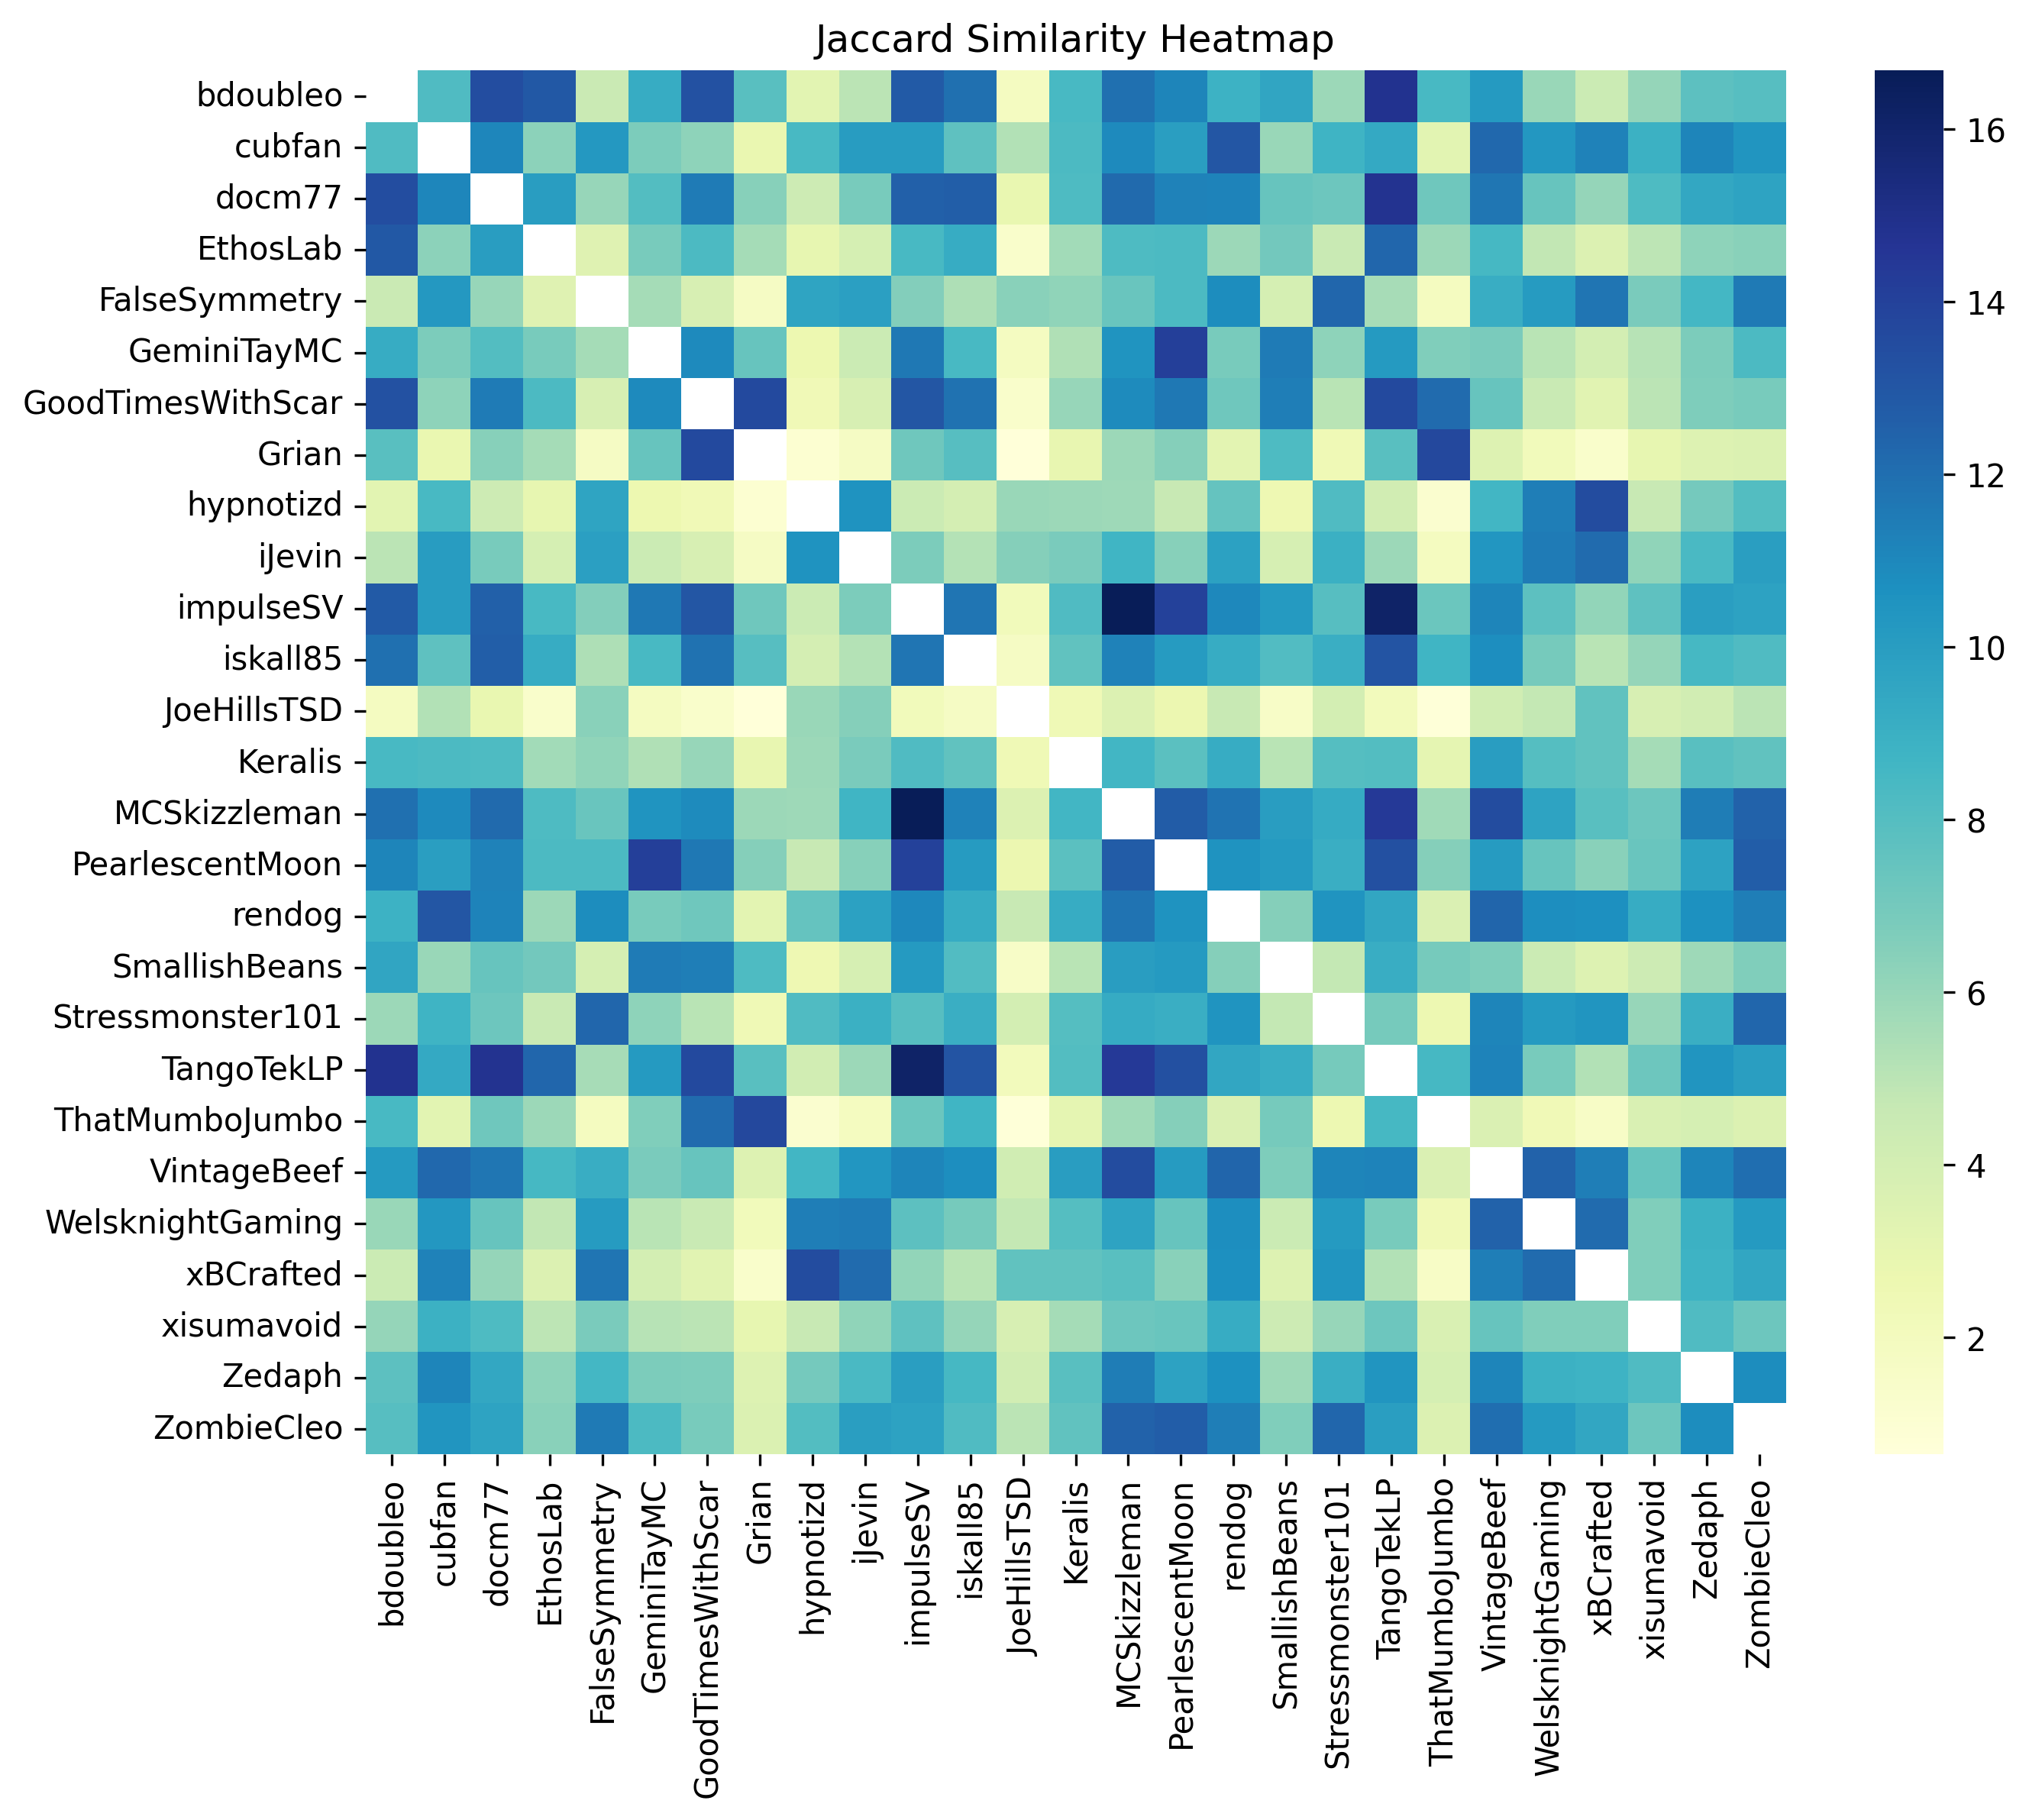 Jaccard Similarity Heatmap
bdoubleo
cubfan
docm77
EthosLab
FalseSymmetry
GeminiTayMC
GoodTimesWithScar
Grian
hypnotizd
iJevin
impulseSV
iskall85
JoeHillsTSD
Keralis
MCSkizzleman
PearlescentMoon
rendog
SmallishBeans
Stressmonster101
TangoTekLP
ThatMumboJumbo
VintageBeef
WelsknightGaming
xBCrafted
xisumavoid
Zedaph
ZombieCleo
bdoubleo
cubfan
docm77
EthosLab
FalseSymmetry
GeminiTayMC
GoodTimesWithScar
Grian
hypnotizd
iJevin
impulseSV
iskall85
JoeHillsTSD
Keralis
MCSkizzleman
PearlescentMoon
rendog
SmallishBeans
Stressmonster101
TangoTekLP
ThatMumboJumbo
VintageBeef
WelsknightGaming
xBCrafted
xisumavoid
Zedaph
ZombieCleo
16
14
12
10
8
6
4
2